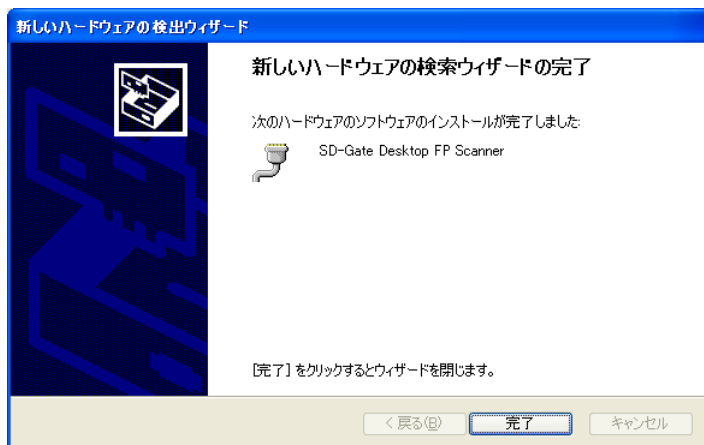 新しいハードウェアの検出ウィザード
新しいハードウェアの検索ウィザードの完了
次のハードウェアのソフトウェアのインストールが完了しました:
SD-Gate Desktop FP Scanner
[完了] をクリックするとウィザードを閉じます。
< 戻る(B)
完了
キャンセル